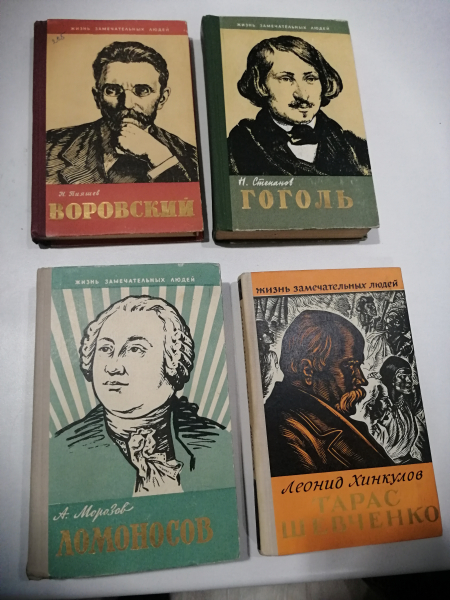 ЖИЗНЬ ЗАМЕЧАТЕЛЬНЫХ ЛЮДЕЙ
Н. Пияшев
ВОРОВСКИЙ
ЖИЗНЬ ЗАМЕЧАТЕЛЬНЫХ ЛЮДЕЙ
Н. Степанов
ГОГОЛЬ
ЖИЗНЬ ЗАМЕЧАТЕЛЬНЫХ ЛЮДЕЙ
А. Морозов
ЛОМОНОСОВ
ЖИЗНЬ ЗАМЕЧАТЕЛЬНЫХ ЛЮДЕЙ
Леонид Хинкулов
ТАРАС
ШЕВЧЕНКО